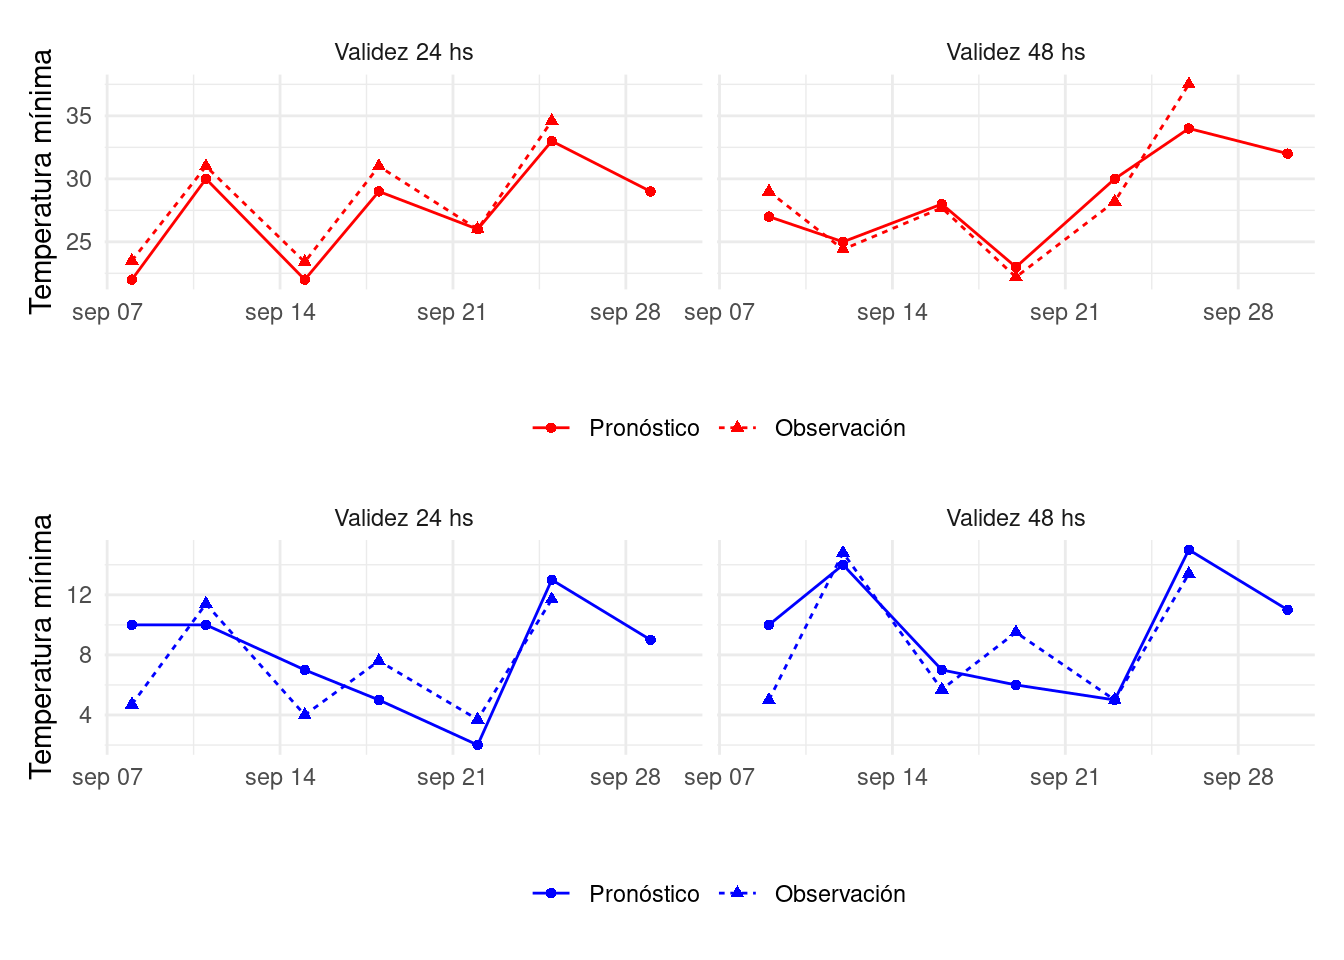 Validez 24 hs Validez 48 hs
Temperatura mínima
35
30
25
sep 07 sep 14 sep 21 sep 28 sep 07 sep 14 sep 21 sep 28
Pronóstico Observación
Validez 24 hs Validez 48 hs
Temperatura mínima
12
8
4
sep 07 sep 14 sep 21 sep 28 sep 07 sep 14 sep 21 sep 28
Pronóstico Observación